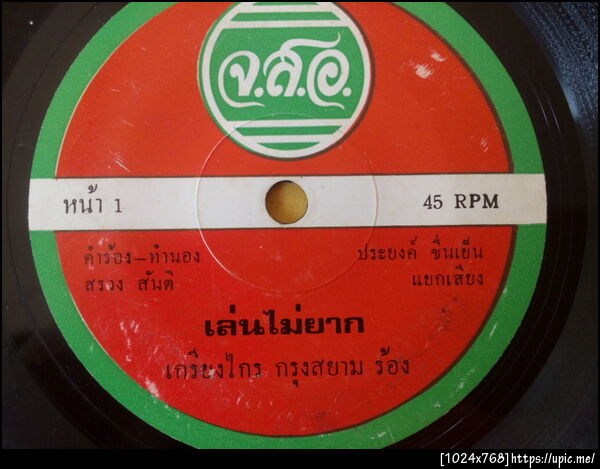 จ.ส.อ.
หน้า 1
45 RPM
คำร้อง-ทำนอง
สรวง สันติ
ประยงค์ ชื่นเย็น
แยกเสียง
เล่นไม่ยาก
เกรียงไกร กรุงสยาม ร้อง
[1024x768]https://upic.me/